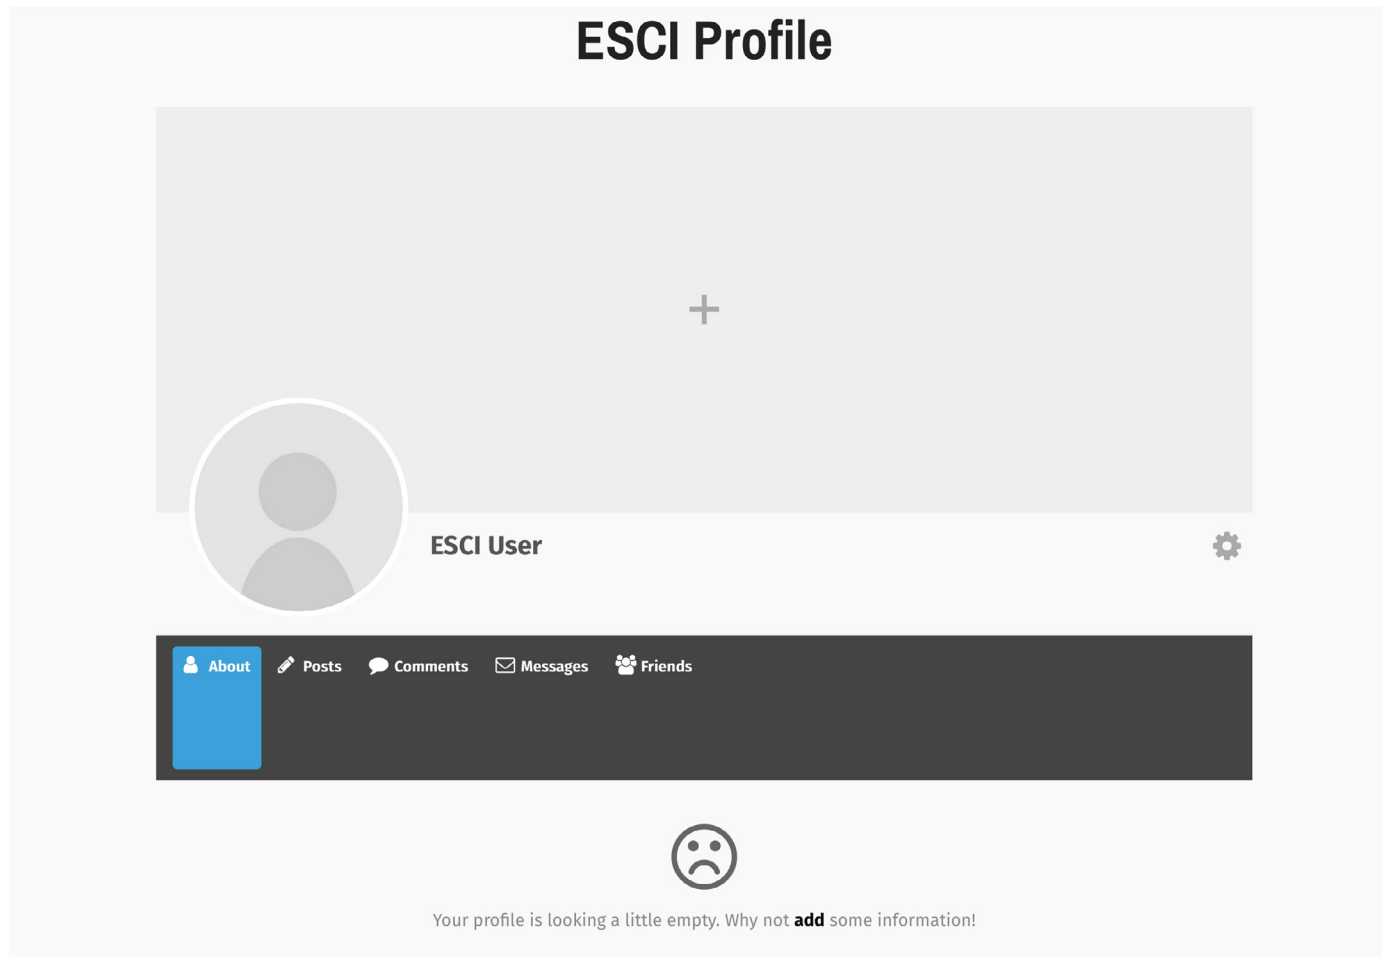 ESCI Profile
ESCI User
About Posts Comments Messages Friends
Your profile is looking a little empty. Why not add some information!